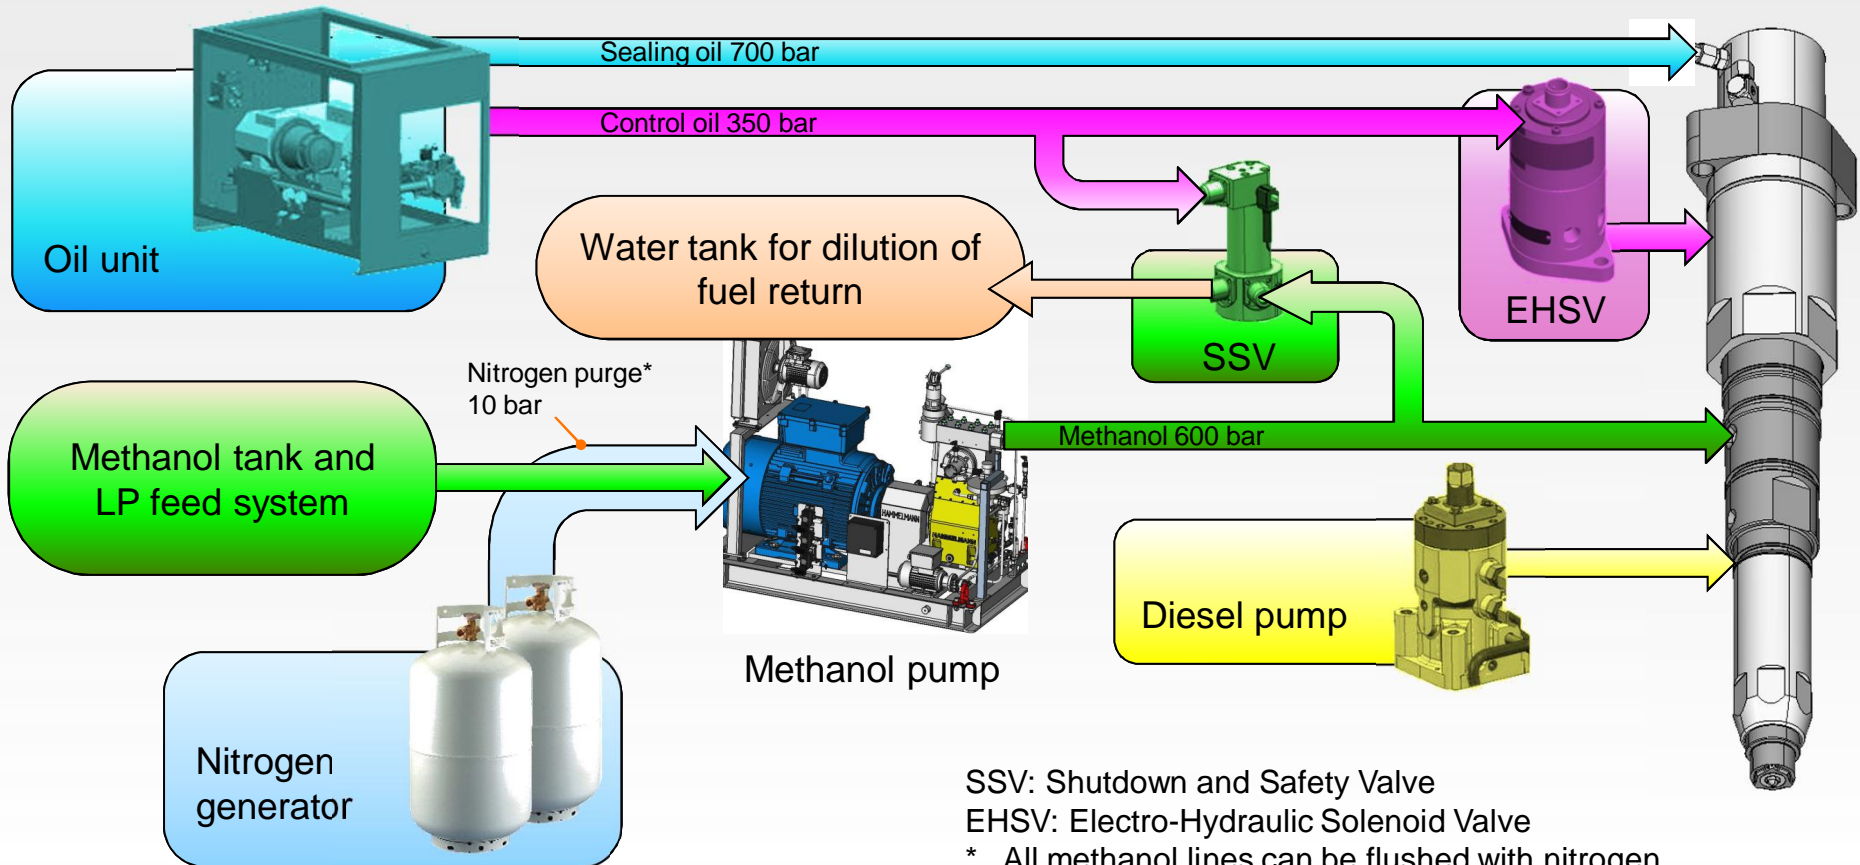 Sealing oil 700 bar
Control oil 350 bar
Oil unit
Water tank for dilution of
fuel return
EHSV
SSV
Nitrogen purge*
10 bar
Methanol tank and
LP feed system
Methanol 600 bar
HAMMELMANN
HAMMELMANN
Diesel pump
Methanol pump
Nitrogen
generator
SSV: Shutdown and Safety Valve
EHSV: Electro-Hydraulic Solenoid Valve
* All methanol lines can be flushed with nitrogen